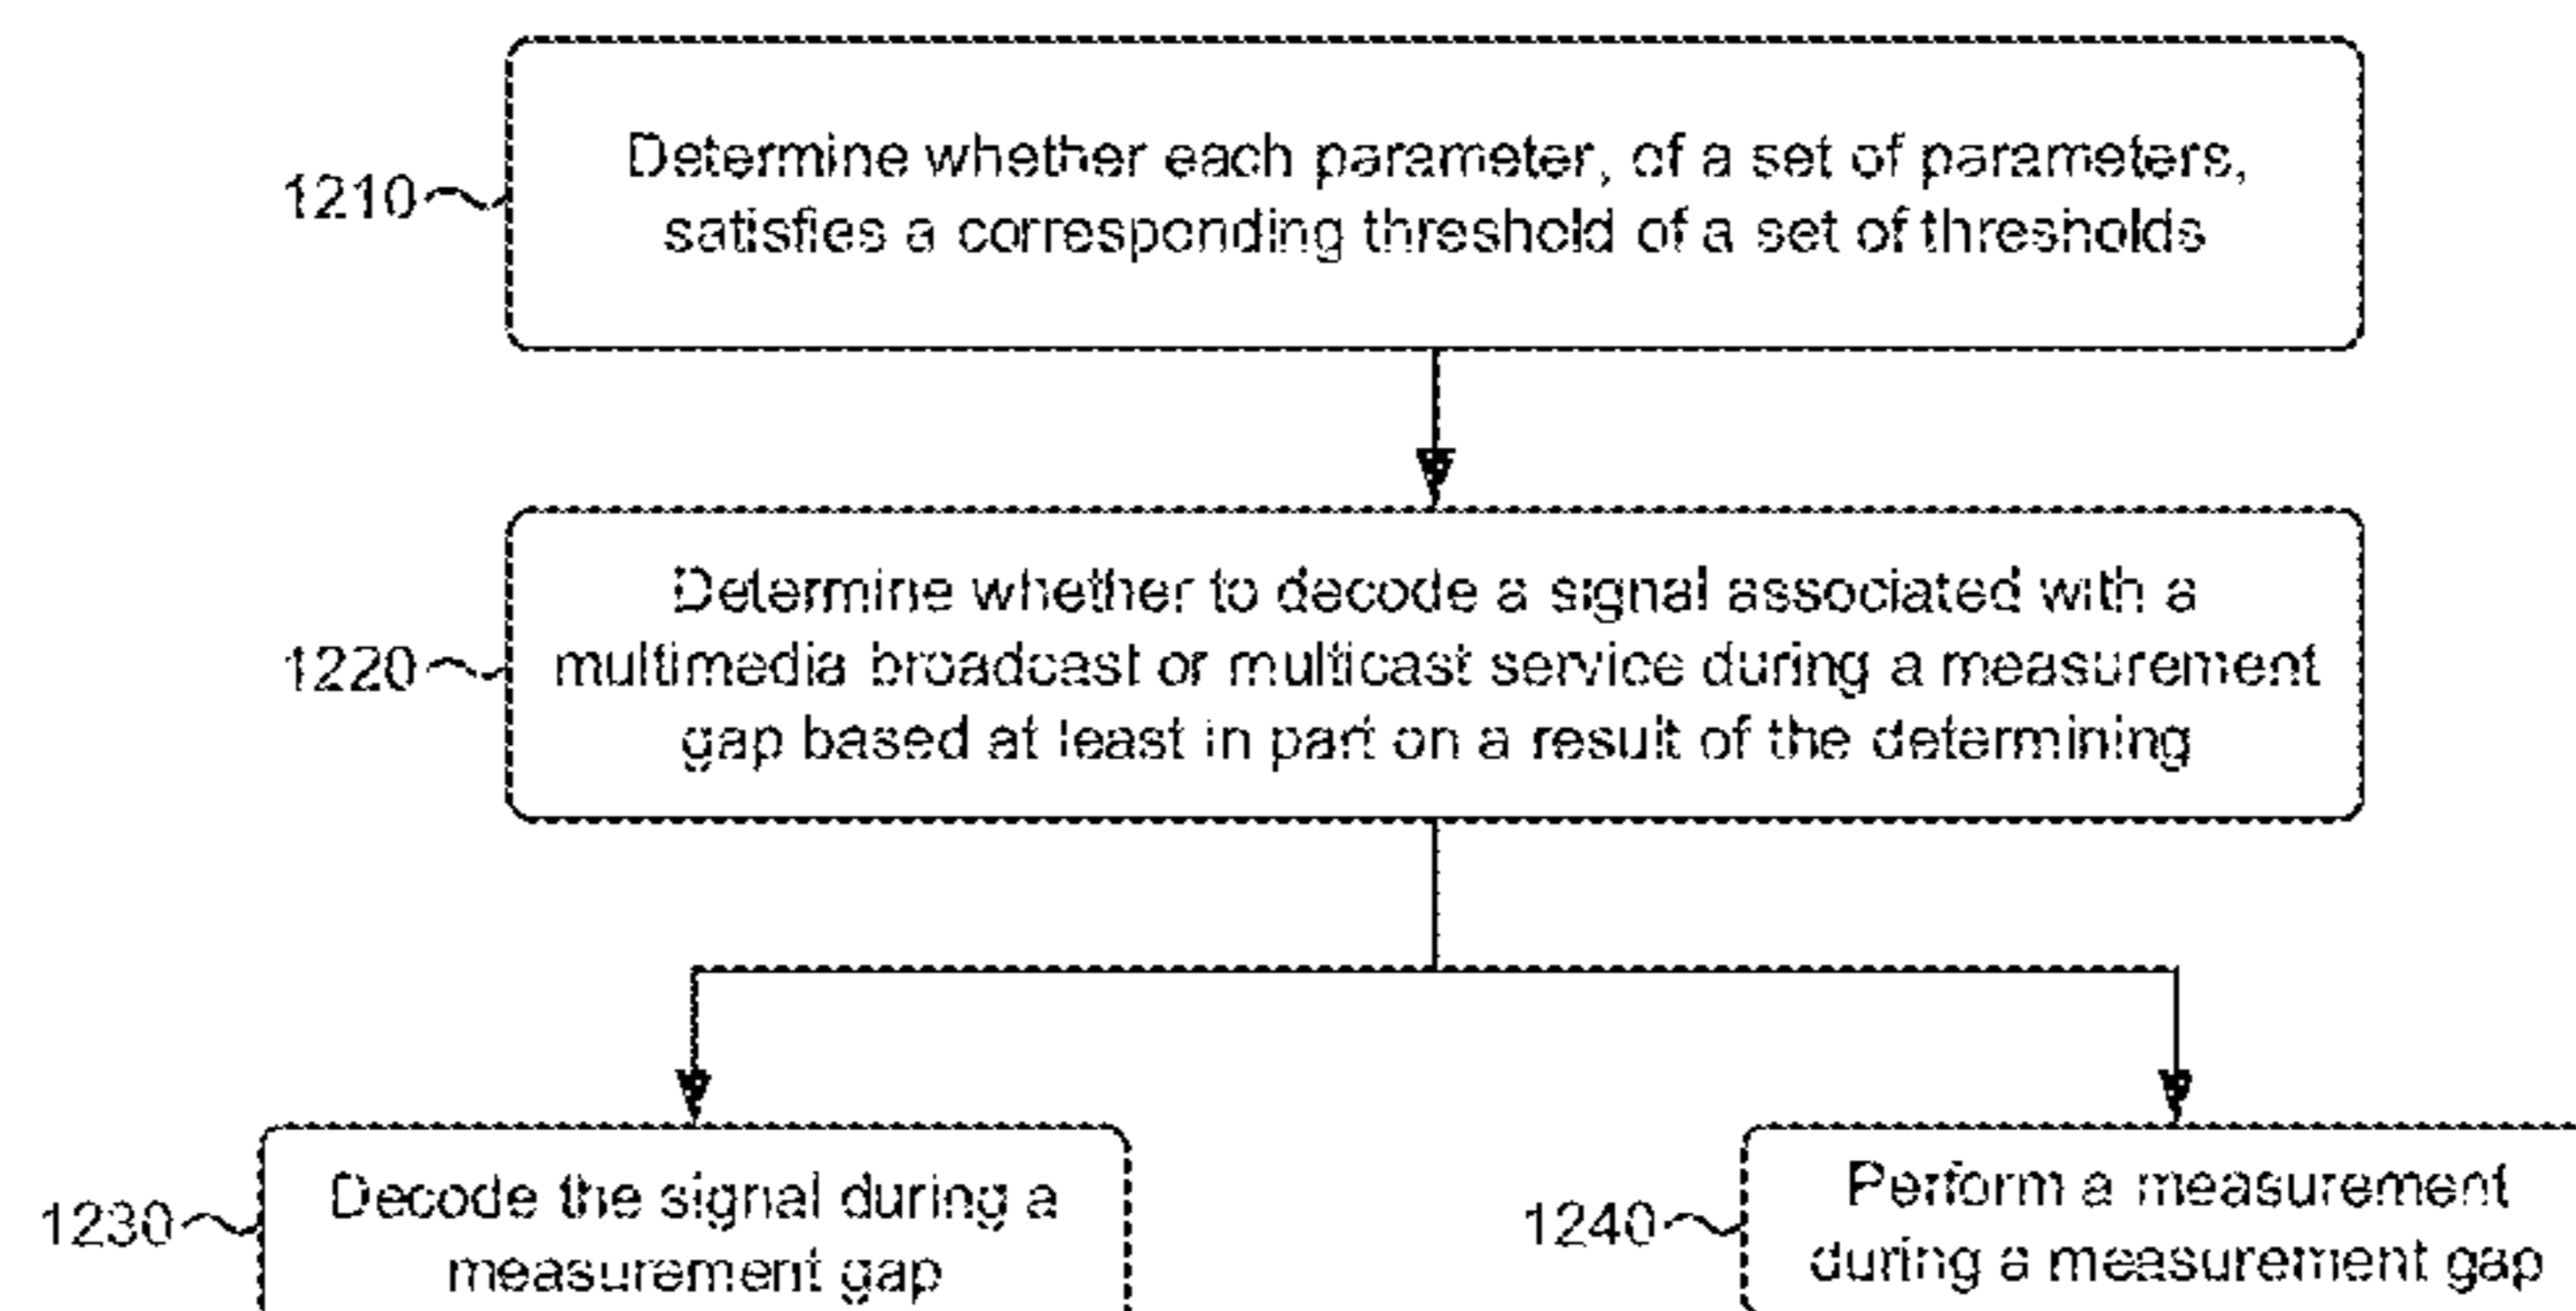 Determine whether each parameter, of a set of parameters,
1210
satisfies a corresponding threshold of a set of thresholds
Determine whether to decode a signal associated with a
1220
multimedia broadcast or multicast service during a measurement
gap based at least in part on a result of the determining
1230
Decode the signal during a
measurement gap
1240
Perform a measurement
during a measurement gap